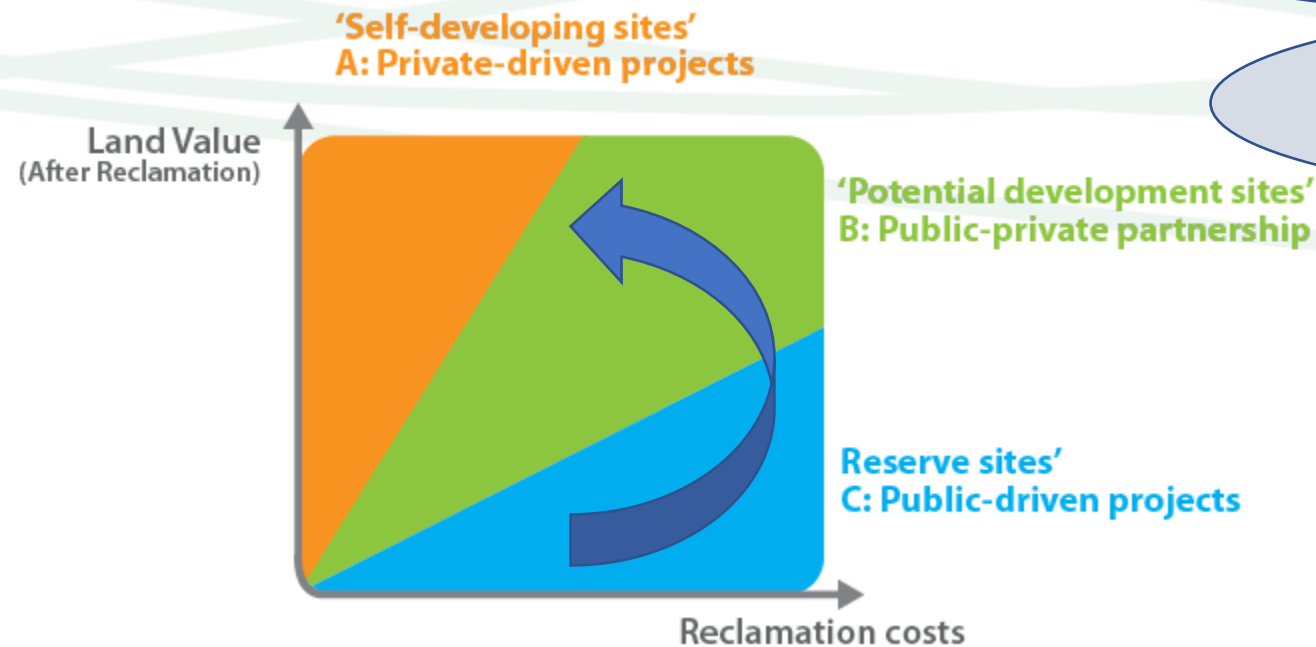 ‘Self-developing sites’
A: Private-driven projects
Land Value
(After Reclamation)
‘Potential development sites’
B: Public-private partnership
Reserve sites’
C: Public-driven projects
Reclamation costs